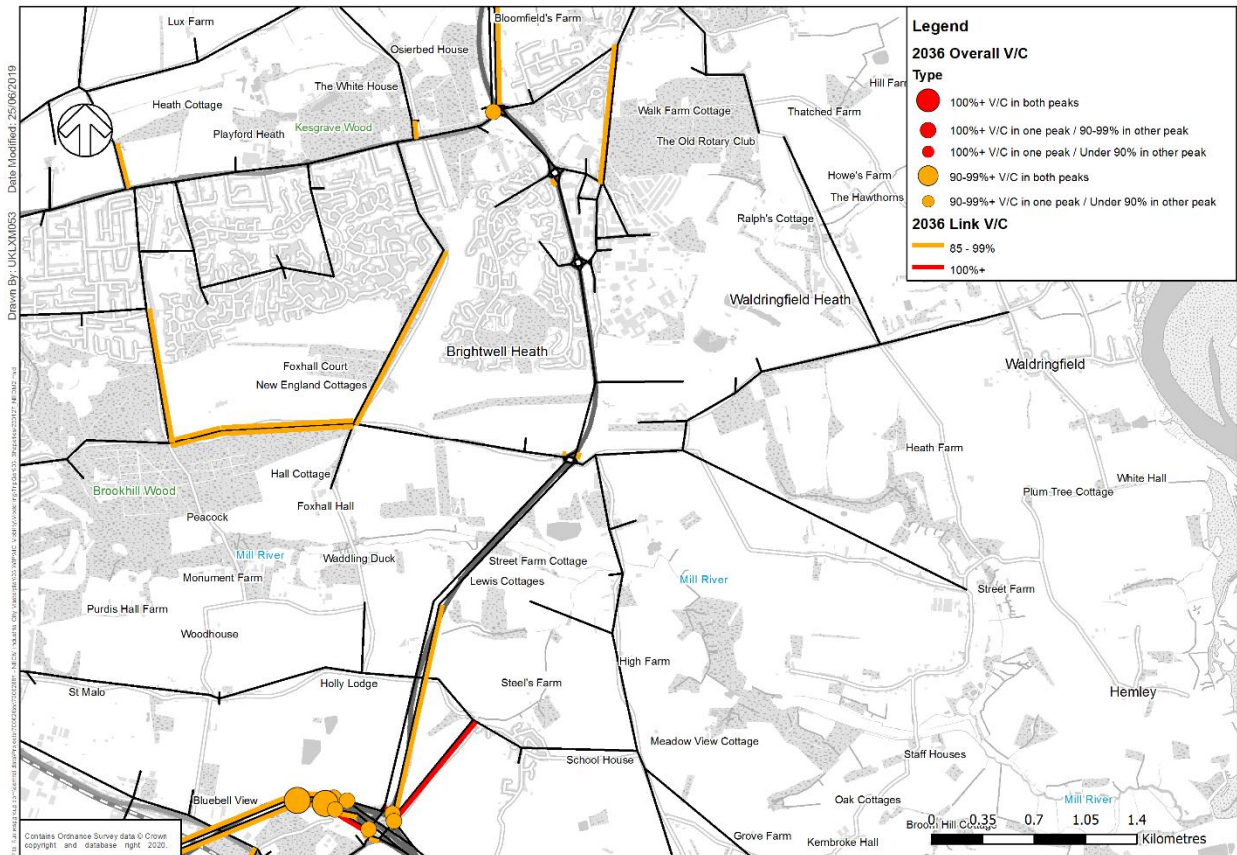 Lux Farm
Bloomfield's Farm
Osierbed House
The White House
Heath Cottage
Playford Heath
Kesgrave Wood
Walk Farm Cottage
The Old Rotary Club
Thatched Farm
Hill Farm
Howe's Farm
The Hawthorns
Ralph's Cottage
Legend
2036 Overall V/C
Type
100%+ V/C in both peaks
100%+ V/C in one peak / 90-99% in other peak
100%+ V/C in one peak / Under 90% in other peak
90-99%+ V/C in both peaks
90-99%+ V/C in one peak / Under 90% in other peak
2036 Link V/C
85 - 99%
100%+
Date Modified: 25/06/2019
Drawn By: UKLXM053
Waldringfield Heath
Brightwell Heath
Foxhall Court
New England Cottages
Waldringfield
Heath Farm
White Hall
Plum Tree Cottage
Hall Cottage
Brookhill Wood
Foxhall Hall
Peacock
Mill River
Waddling Duck
Monument Farm
Street Farm Cottage
Lewis Cottages
Mill River
Street Farm
Purdis Hall Farm
Woodhouse
High Farm
St Malo
Holly Lodge
Steel's Farm
Hemley
Meadow View Cottage
School House
Staff Houses
Bluebell View
Oak Cottages
Mill River
Broom Hill Cottage
Grove Farm
Kembroke Hall
0 0.35 0.7 1.05 1.4
Kilometres
Contains Ordnance Survey data © Crown
copyright and database right 2020.